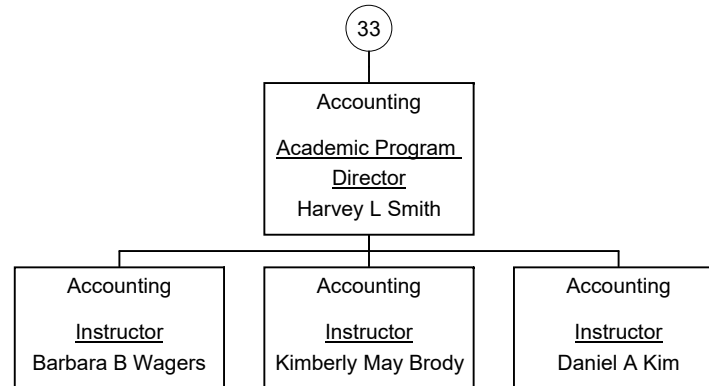 33
Accounting
Academic Program
Director
Harvey L Smith
Accounting
Instructor
Barbara B Wagers
Accounting
Instructor
Kimberly May Brody
Accounting
Instructor
Daniel A Kim